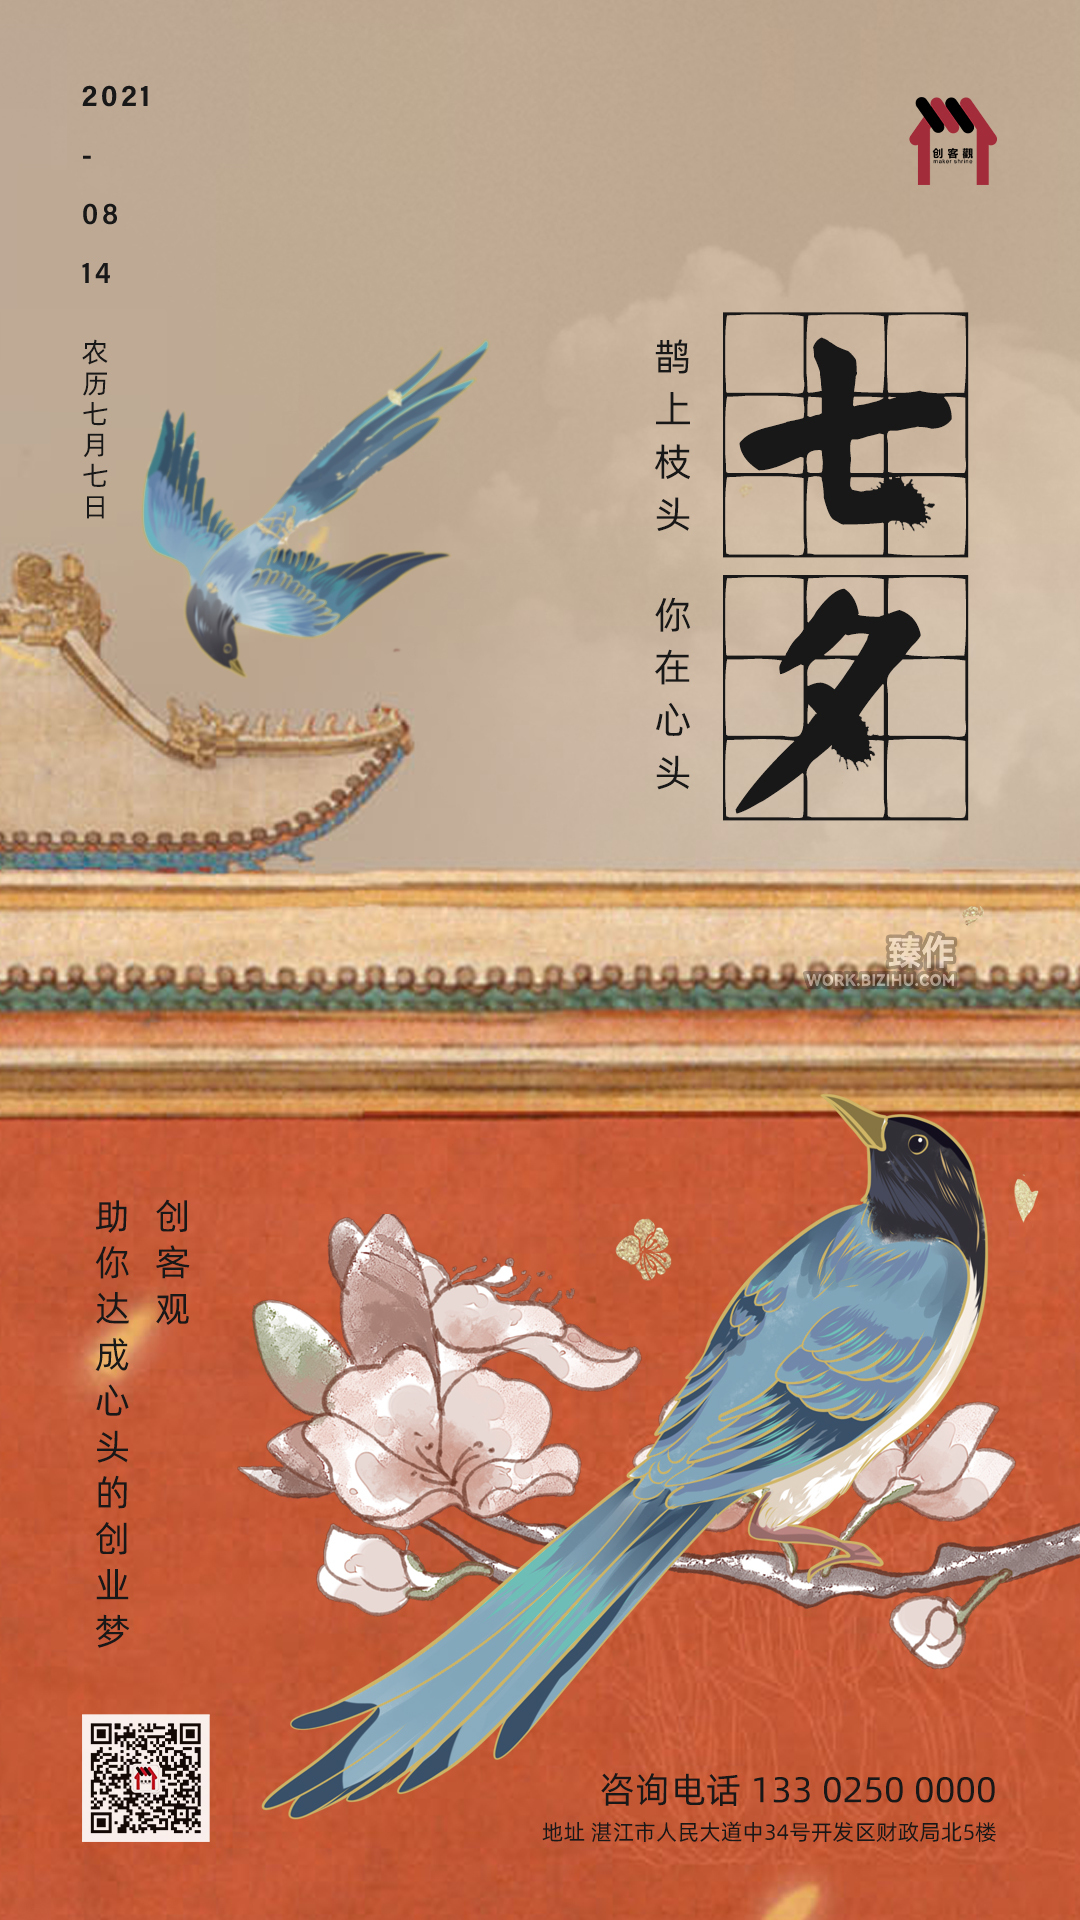 2021
-
08
14
农历七月七日
创客觀
maker shrine
七夕
鹊上枝头
你在心头
臻作
WORK.BIZIHU.COM
创客观
助你达成心头的创业梦
咨询电话 133 0250 0000
地址 湛江市人民大道中34号开发区财政局北5楼